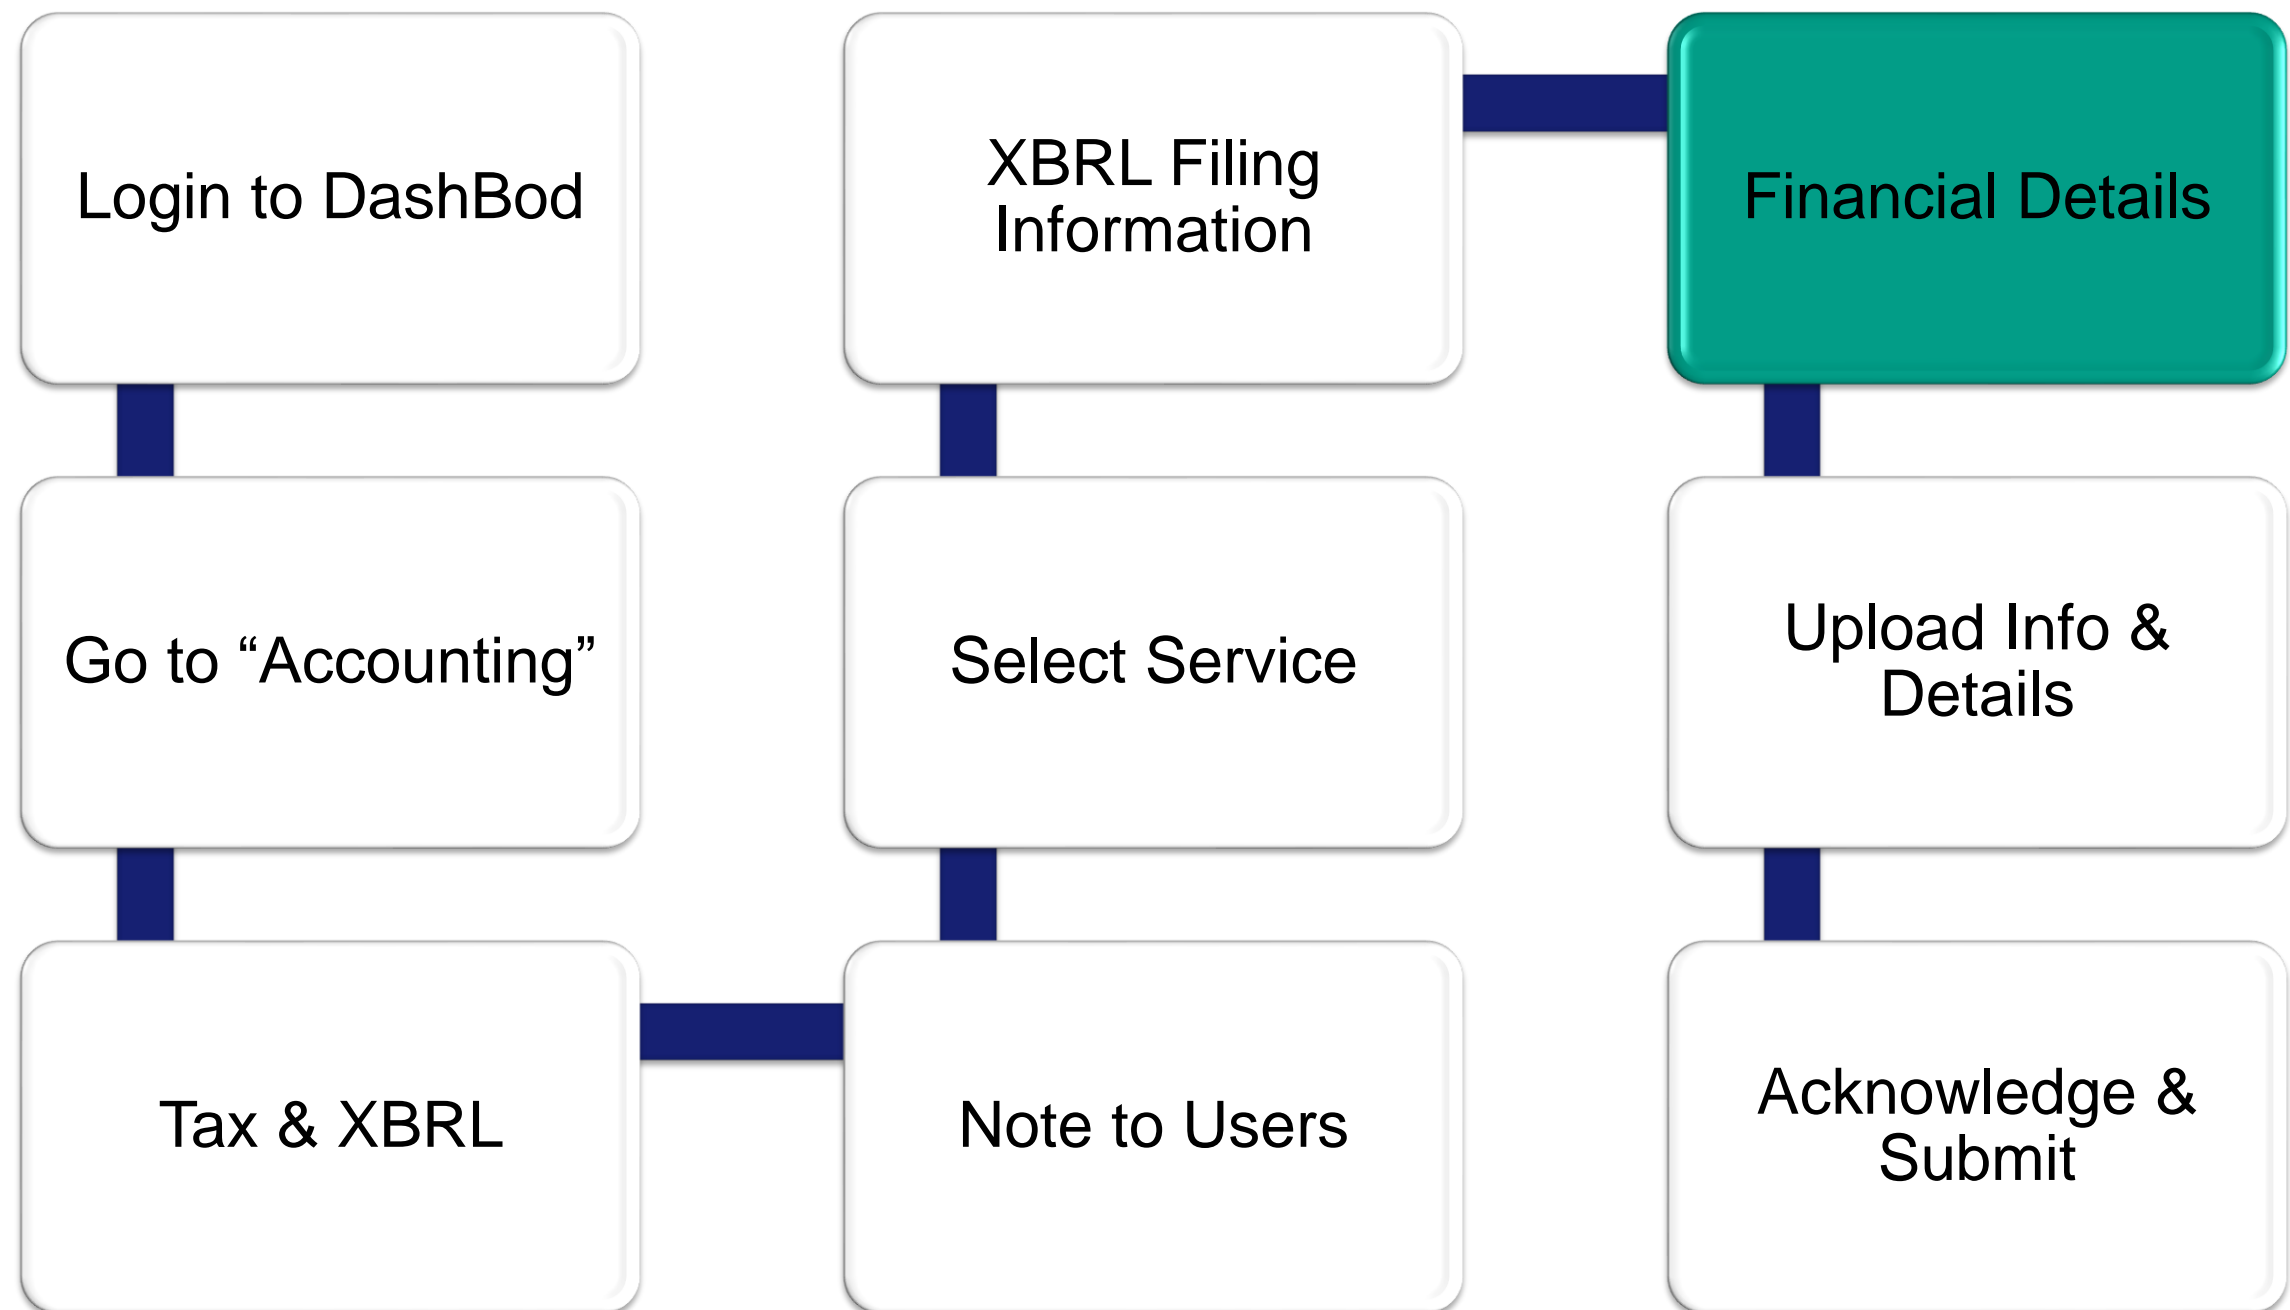 Login to DashBod
Go to “Accounting”
Tax & XBRL
Note to Users
Select Service
XBRL Filing
Information
Financial Details
Upload Info &
Details
Acknowledge &
Submit